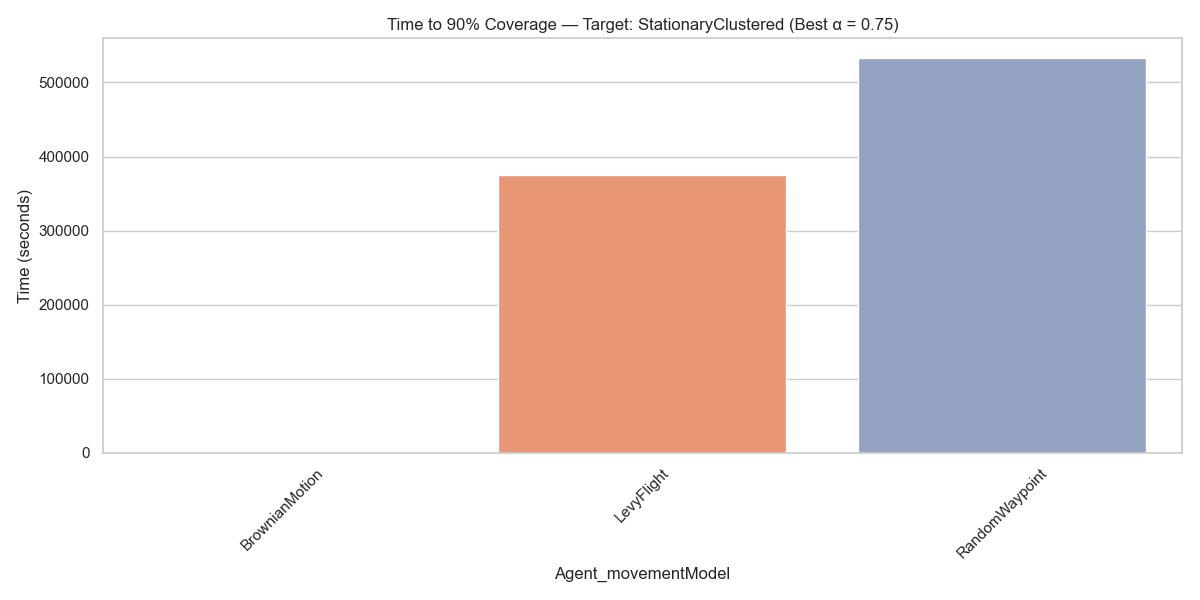 Time to 90% Coverage — Target: StationaryClustered (Best α = 0.75)
Time (seconds)
500000
400000
300000
200000
100000
0
BrownianMotion
LevyFlight
RandomWaypoint
Agent_movementModel